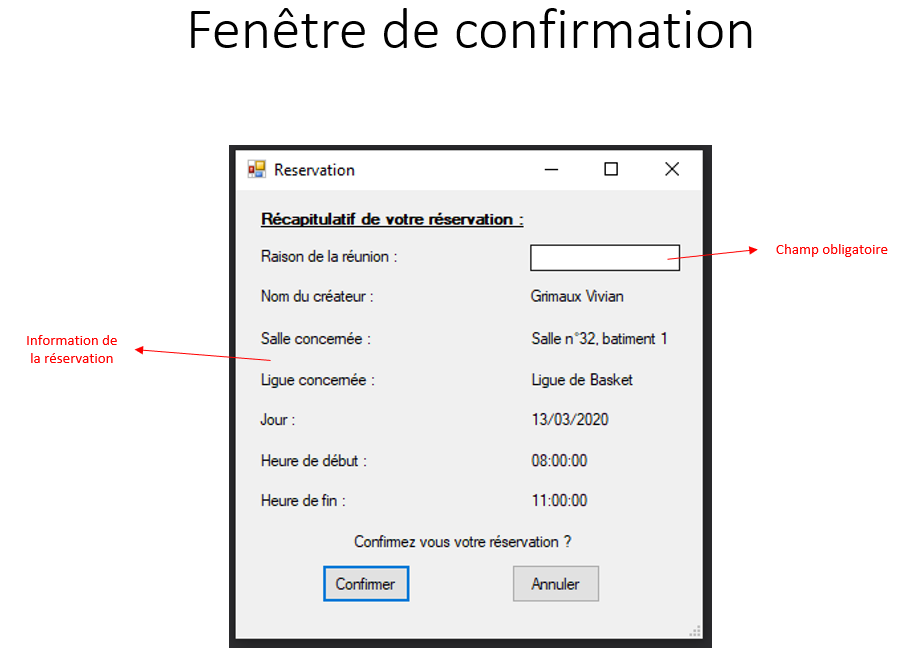 Fenêtre de confirmation
Reservation
Récapitulatif de votre réservation :
Raison de la réunion :
Champ obligatoire
Nom du créateur : Grimaux Vivian
Salle concernée : Salle n°32, batiment 1
Information de
la réservation
Ligue concernée : Ligue de Basket
Jour : 13/03/2020
Heure de début : 08:00:00
Heure de fin : 11:00:00
Confirmez vous votre réservation ?
Confirmer Annuler